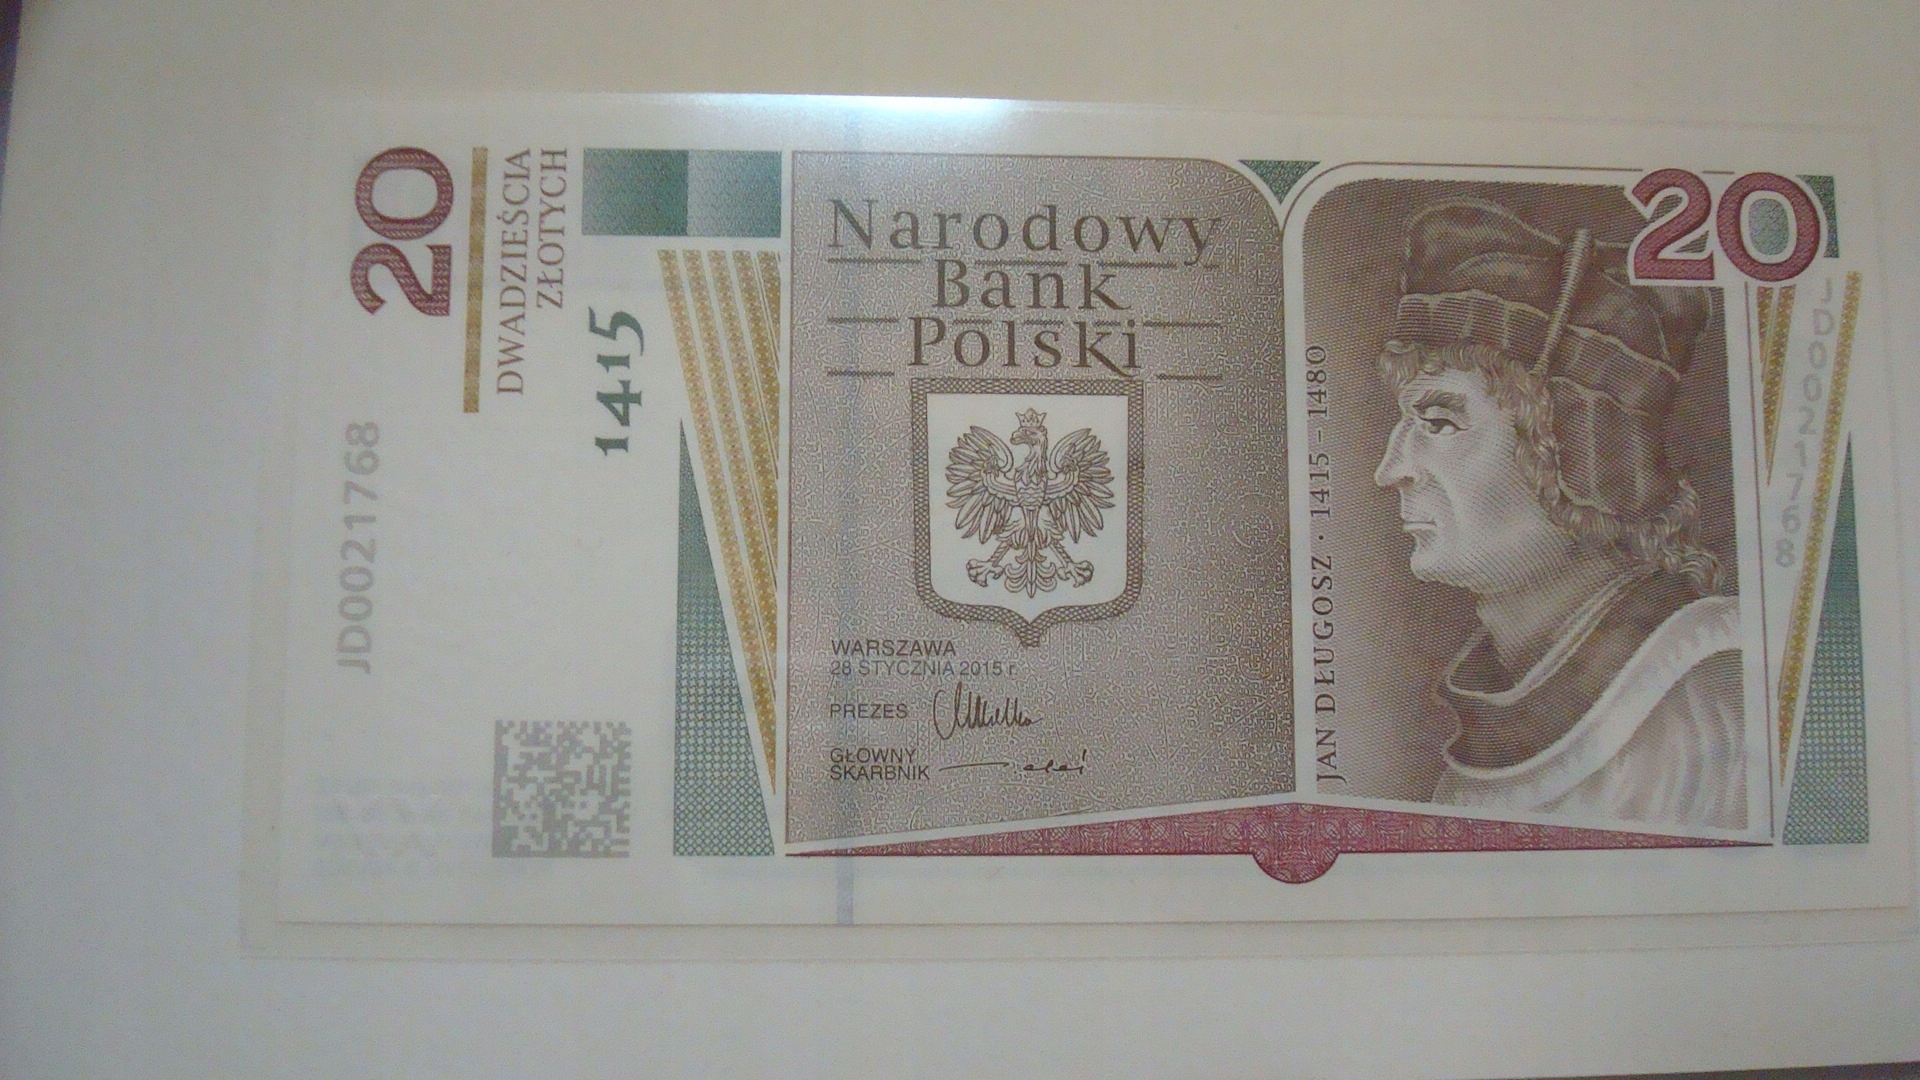 20
DWADZIEŚCIA
ZŁOTYCH
1415
JD0021768
Narodowy
Bank
Polski
WARSZAWA
28 STYCZNIA 2015 r
PREZES
GŁOWNY
SKARBNIK
JAN DŁUGOSZ · 1415 – 1480
20
JD0021768